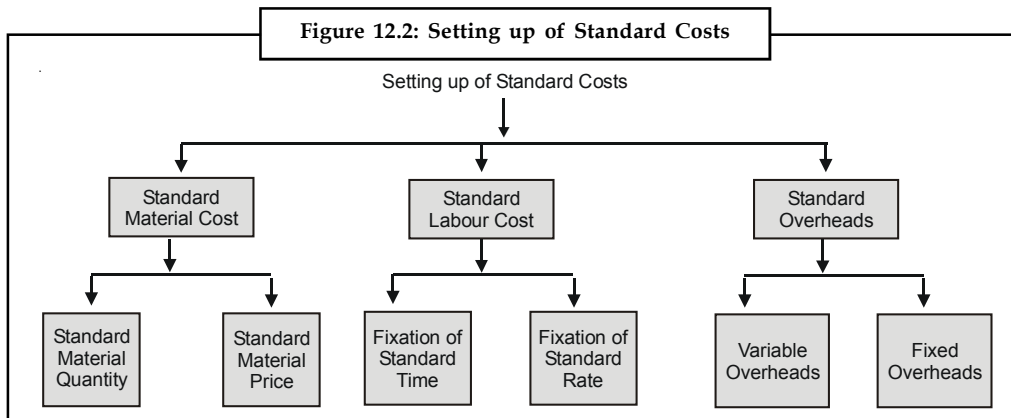 Figure 12.2: Setting up of Standard Costs
Setting up of Standard Costs
Standard
Material Cost
Standard
Labour Cost
Standard
Overheads
Standard
Material
Quantity
Standard
Material
Price
Fixation of
Standard
Time
Fixation of
Standard
Rate
Variable
Overheads
Fixed
Overheads